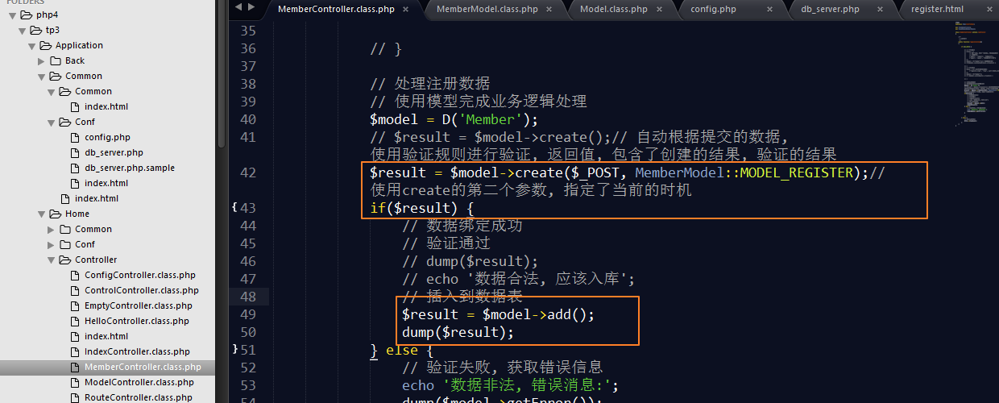 FOLDERS
php4
tp3
Application
Back
Common
Common
index.html
Conf
config.php
db_server.php
db_server.php.sample
index.html
index.html
Home
Common
Conf
Controller
ConfigController.class.php
ControlController.class.php
EmptyController.class.php
HelloController.class.php
index.html
IndexController.class.php
MemberController.class.php
ModelController.class.php
RouteController.class.php
MemberController.class.php × MemberModel.class.php × Model.class.php × config.php × db_server.php × register.html ×
35
36 // }
37
38 // 处理注册数据
39 // 使用模型完成业务逻辑处理
40 $model = D('Member');
41 // $result = $model->create();// 自动根据提交的数据,
使用验证规则进行验证, 返回值, 包含了创建的结果, 验证的结果
42 $result = $model->create($_POST, MemberModel::MODEL_REGISTER);//
使用create的第二个参数, 指定了当前的时机
{43 if($result) {
44 // 数据绑定成功
45 // 验证通过
46 // dump($result);
47 // echo '数据合法, 应该入库';
48 // 插入到数据表
49 $result = $model->add();
50 dump($result);
}51 } else {
52 // 验证失败, 获取错误信息
53 echo '数据非法, 错误消息:';
54 dump($model->getError());